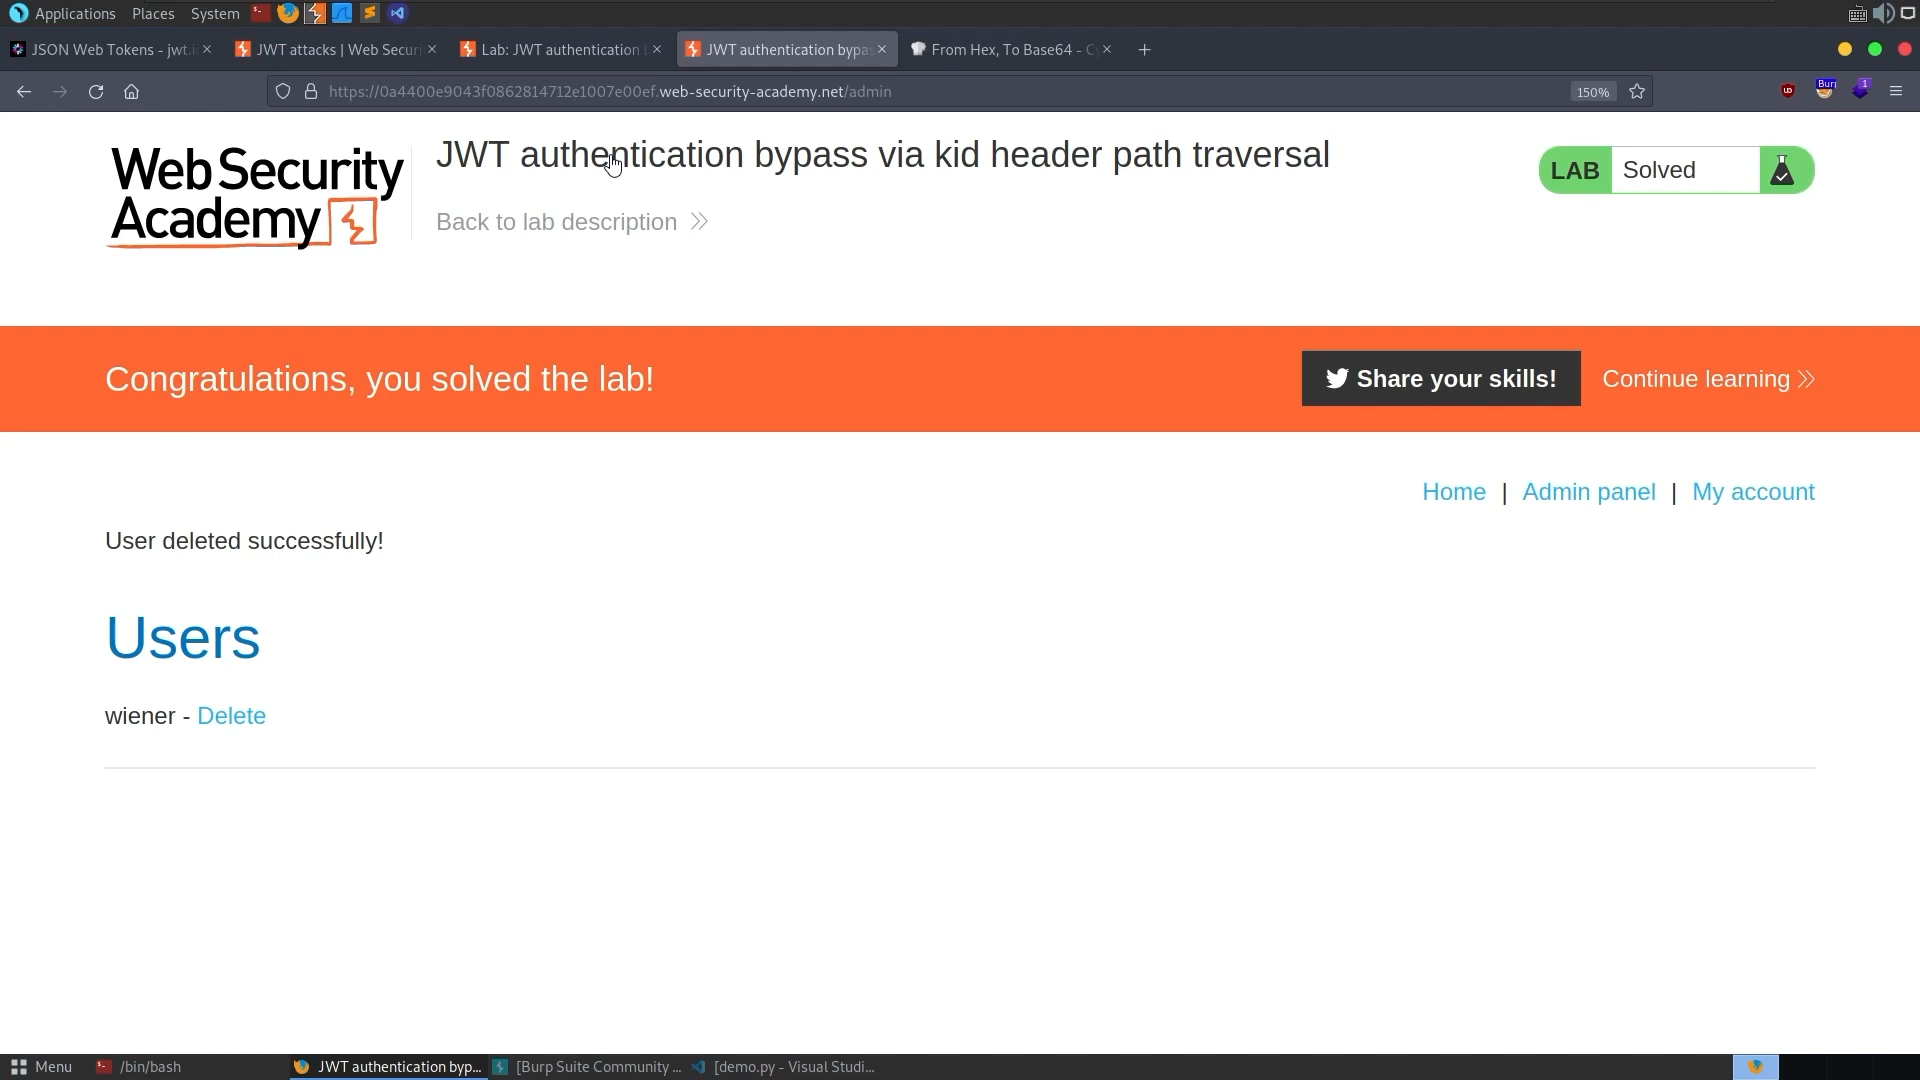 Applications Places System
JSON Web Tokens - jwt.i
JWT attacks | Web Securi
Lab: JWT authentication
JWT authentication bypa
From Hex, To Base64 - C
https://0a4400e9043f0862814712e1007e00ef.web-security-academy.net/admin
150%
Burp
1
Web Security
Academy
JWT authentication bypass via kid header path traversal
Back to lab description
LAB Solved
Congratulations, you solved the lab!
Share your skills!
Continue learning
Home | Admin panel | My account
User deleted successfully!
Users
wiener - Delete
Menu
/bin/bash
JWT authentication byp...
[Burp Suite Community ...
[demo.py - Visual Studi...